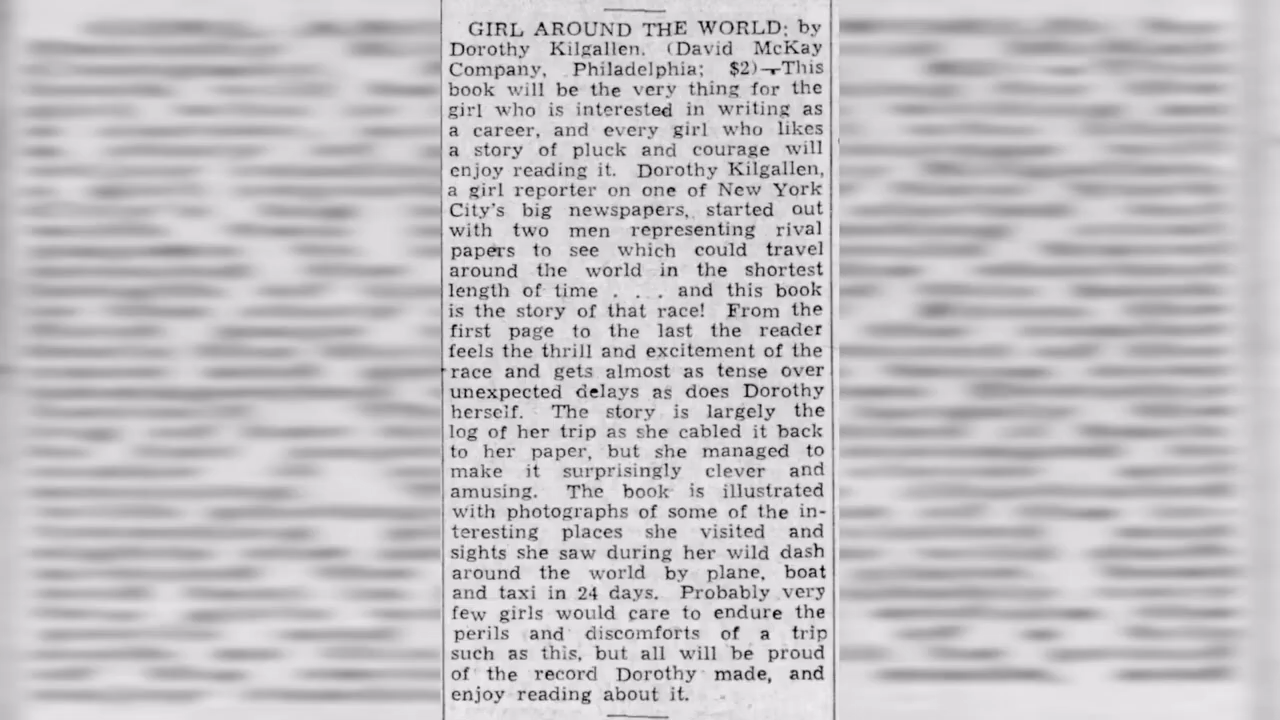 GIRL AROUND THE WORLD; by
Dorothy Kilgallen. (David McKay
Company, Philadelphia; $2)—This
book will be the very thing for the
girl who is interested in writing as
a career, and every girl who likes
a story of pluck and courage will
enjoy reading it. Dorothy Kilgallen,
a girl reporter on one of New York
City's big newspapers, started out
with two men representing rival
papers to see which could travel
around the world in the shortest
length of time . . . and this book
is the story of that race! From the
first page to the last the reader
feels the thrill and excitement of the
race and gets almost as tense over
unexpected delays as does Dorothy
herself. The story is largely the
log of her trip as she cabled it back
to her paper, but she managed to
make it surprisingly clever and
amusing. The book is illustrated
with photographs of some of the in-
teresting places she visited and
sights she saw during her wild dash
around the world by plane, boat
and taxi in 24 days. Probably very
few girls would care to endure the
perils and discomforts of a trip
such as this, but all will be proud
of the record Dorothy made, and
enjoy reading about it.